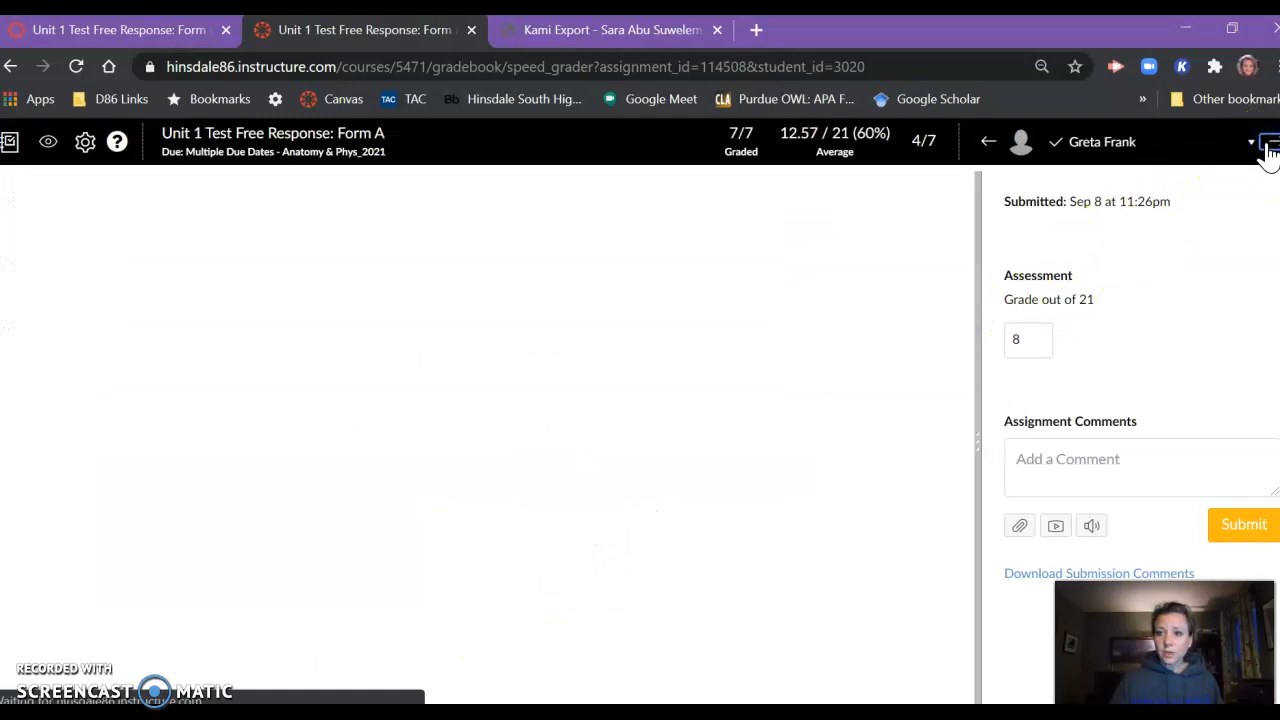 Unit 1 Test Free Response: Form
Unit 1 Test Free Response: Form
Kami Export - Sara Abu Suwelem
hinsdale86.instructure.com/courses/5471/gradebook/speed_grader?assignment_id=114508&student_id=3020
Apps D86 Links Bookmarks Canvas TAC TAC Bb Hinsdale South Hig... Google Meet CLA Purdue OWL: APA F... Google Scholar » Other bookmark
Unit 1 Test Free Response: Form A
Due: Multiple Due Dates - Anatomy & Phys_2021
7/7
Graded
12.57 / 21 (60%)
Average
4/7
Greta Frank
Submitted: Sep 8 at 11:26pm
Assessment
Grade out of 21
8
Assignment Comments
Add a Comment
Submit
Download Submission Comments
RECORDED WITH
SCREENCAST MATIC